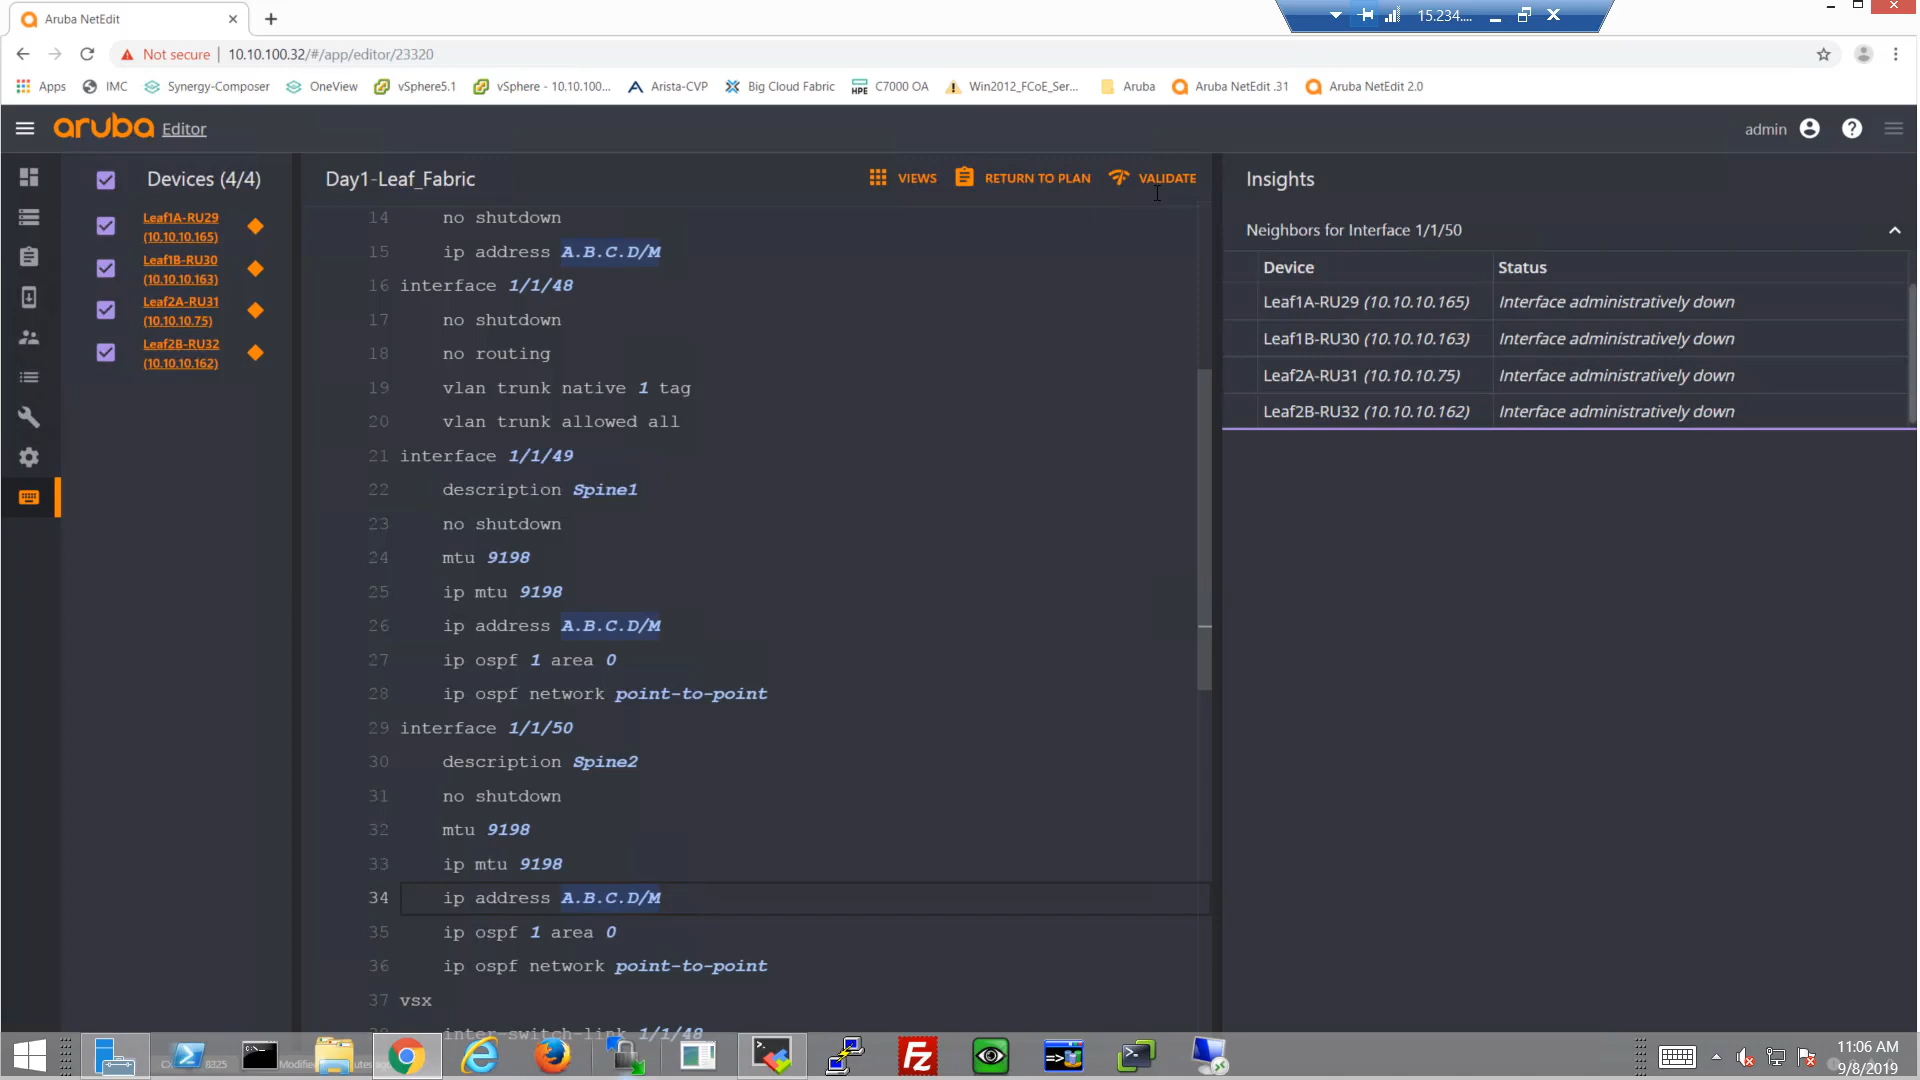 Aruba NetEdit
15.234....
Not secure | 10.10.100.32/#/app/editor/23320
Apps IMC Synergy-Composer OneView vSphere5.1 vSphere - 10.10.100... Arista-CVP Big Cloud Fabric HPE C7000 OA Win2012_FCoE_Ser... Aruba Aruba NetEdit .31 Aruba NetEdit 2.0
aruba Editor
admin
Devices (4/4)
Leaf1A-RU29
(10.10.10.165)
Leaf1B-RU30
(10.10.10.163)
Leaf2A-RU31
(10.10.10.75)
Leaf2B-RU32
(10.10.10.162)
Day1-Leaf_Fabric
VIEWS RETURN TO PLAN VALIDATE
14 no shutdown
15 ip address A.B.C.D/M
16 interface 1/1/48
17 no shutdown
18 no routing
19 vlan trunk native 1 tag
20 vlan trunk allowed all
21 interface 1/1/49
22 description Spine1
23 no shutdown
24 mtu 9198
25 ip mtu 9198
26 ip address A.B.C.D/M
27 ip ospf 1 area 0
28 ip ospf network point-to-point
29 interface 1/1/50
30 description Spine2
31 no shutdown
32 mtu 9198
33 ip mtu 9198
34 ip address A.B.C.D/M
35 ip ospf 1 area 0
36 ip ospf network point-to-point
37 vsx
inter-switch-link 1/1/48
Insights
Neighbors for Interface 1/1/50
Device Status
Leaf1A-RU29 (10.10.10.165) Interface administratively down
Leaf1B-RU30 (10.10.10.163) Interface administratively down
Leaf2A-RU31 (10.10.10.75) Interface administratively down
Leaf2B-RU32 (10.10.10.162) Interface administratively down
11:06 AM
9/8/2019